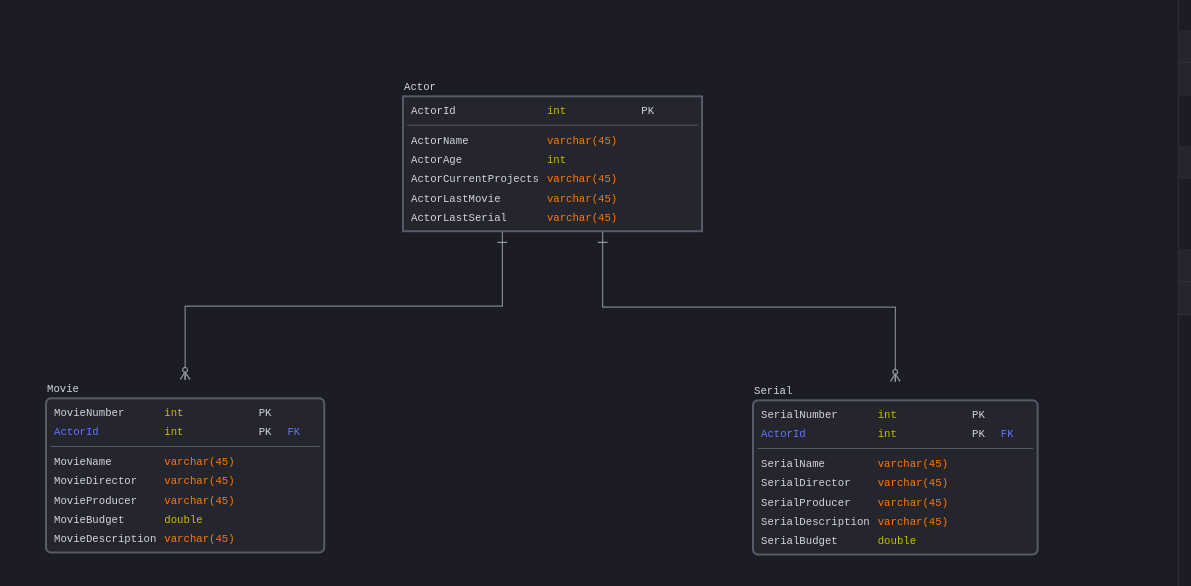 Actor
ActorId int PK
ActorName varchar(45)
ActorAge int
ActorCurrentProjects varchar(45)
ActorLastMovie varchar(45)
ActorLastSerial varchar(45)
Movie
MovieNumber int PK
ActorId int PK FK
MovieName varchar(45)
MovieDirector varchar(45)
MovieProducer varchar(45)
MovieBudget double
MovieDescription varchar(45)
Serial
SerialNumber int PK
ActorId int PK FK
SerialName varchar(45)
SerialDirector varchar(45)
SerialProducer varchar(45)
SerialDescription varchar(45)
SerialBudget double